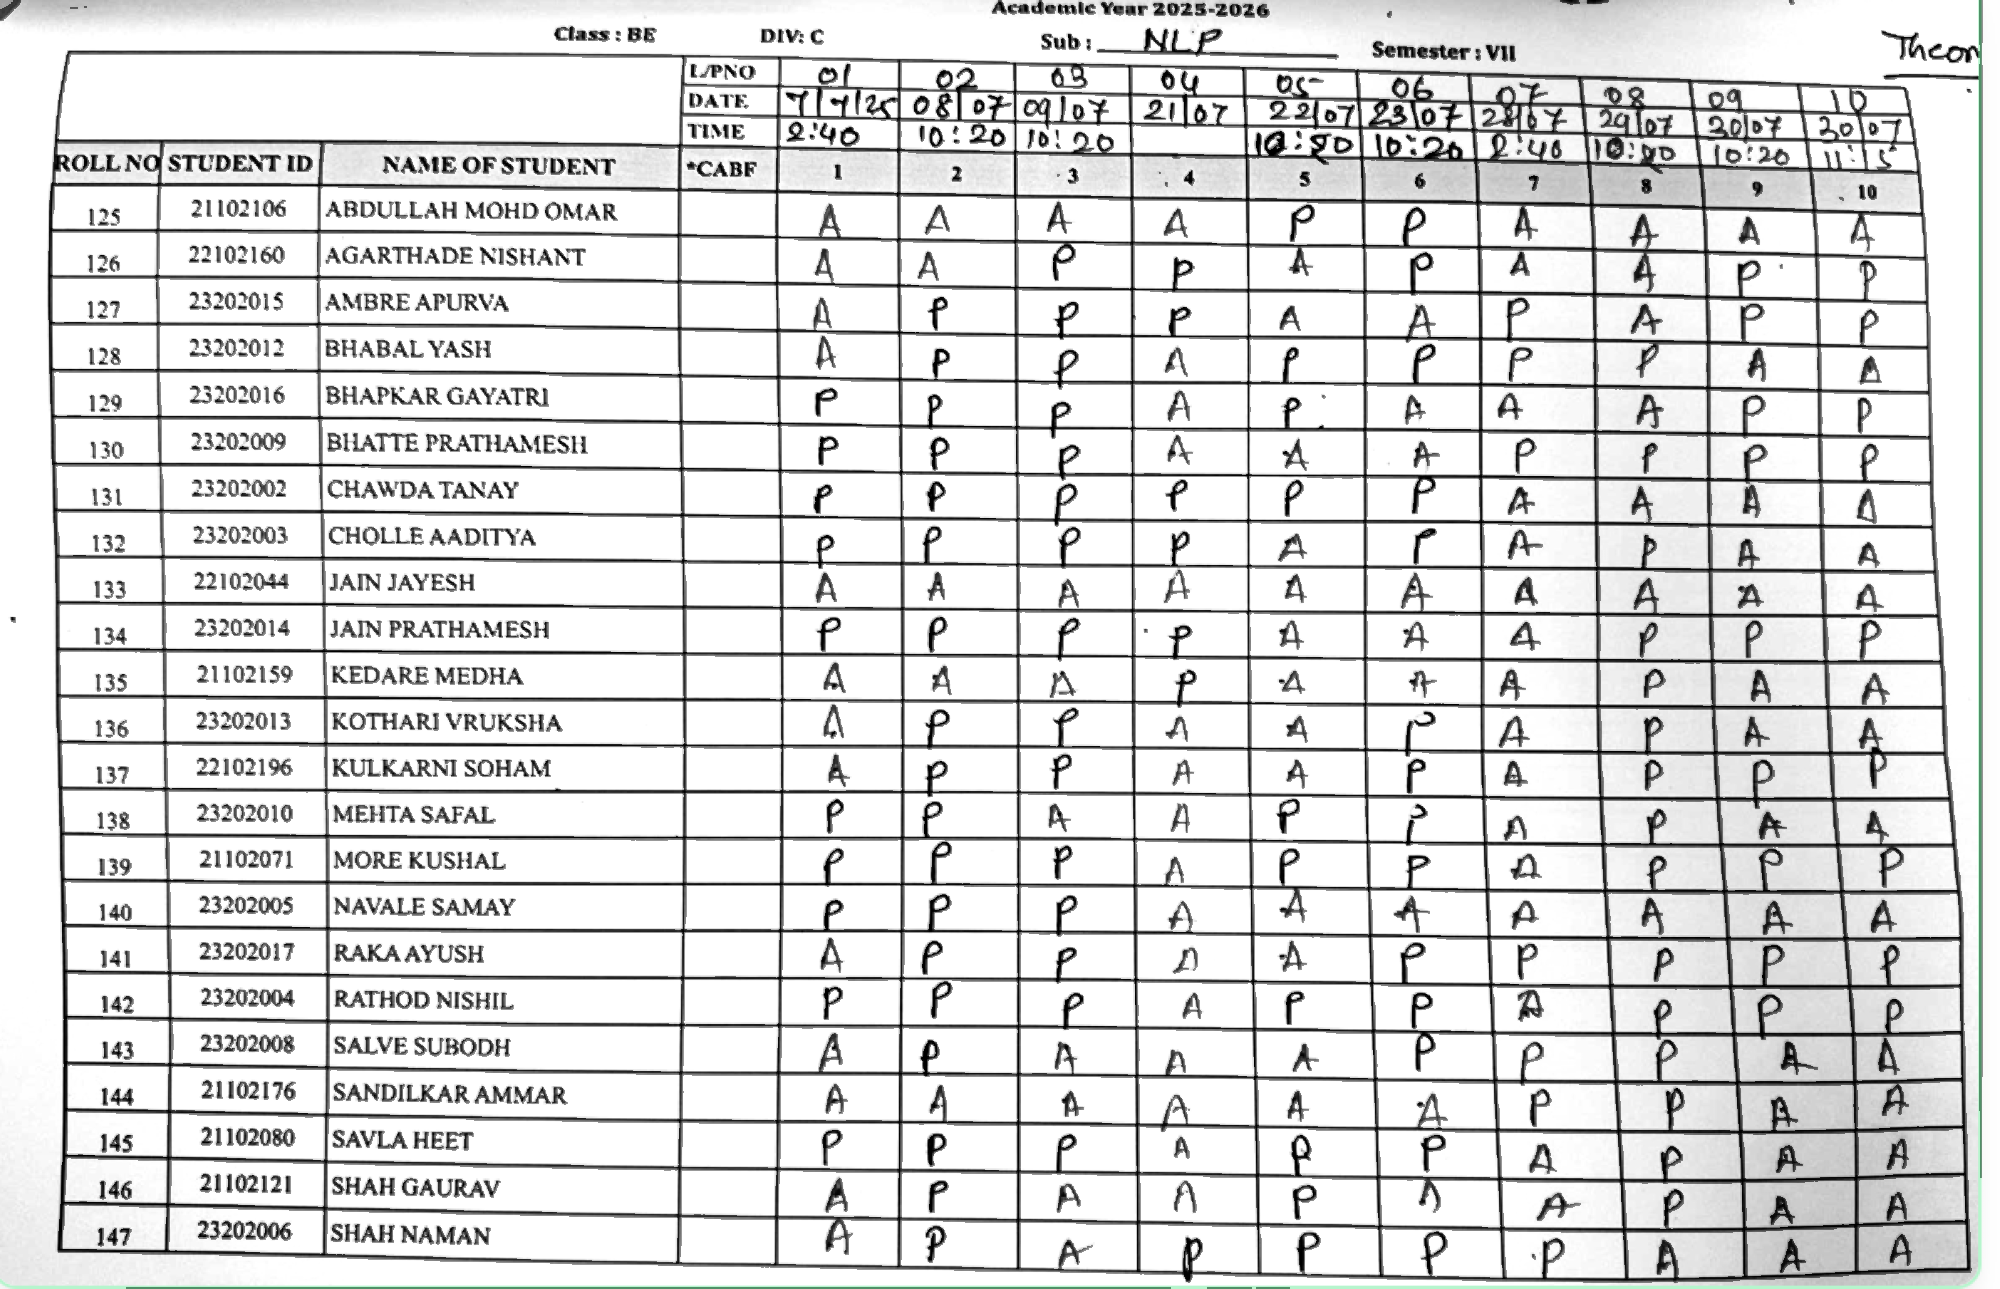 Academic Year 2025-2026
Class : BE DIV: C Sub : NLP Semester : VII Theor
L/PNO 01 02 03 04 05 06 07 08 09 10
DATE 7/7/25 08/07 09/07 21/07 22/07 23/07 28/07 29/07 30/07 30/07
TIME 2:40 10:20 10:20 10:20 10:20 2:40 10:20 10:20 11:15
ROLL NO STUDENT ID NAME OF STUDENT *CABF 1 2 3 4 5 6 7 8 9 10
125 21102106 ABDULLAH MOHD OMAR A A A A P P A A A A
126 22102160 AGARTHADE NISHANT A A P P A P A A P P
127 23202015 AMBRE APURVA A P P P A A P A P P
128 23202012 BHABAL YASH A P P A P P P P A A
129 23202016 BHAPKAR GAYATRI P P P A P A A A P P
130 23202009 BHATTE PRATHAMESH P P P A A A P P P P
131 23202002 CHAWDA TANAY P P P P P P A A A A
132 23202003 CHOLLE AADITYA P P P P A P A P A A
133 22102044 JAIN JAYESH A A A A A A A A A A
134 23202014 JAIN PRATHAMESH P P P P A A A P P P
135 21102159 KEDARE MEDHA A A A P A A A P A A
136 23202013 KOTHARI VRUKSHA A P P A A P A P A A
137 22102196 KULKARNI SOHAM A P P A A P A P P P
138 23202010 MEHTA SAFAL P P A A P P A P A A
139 21102071 MORE KUSHAL P P P A P P A P P P
140 23202005 NAVALE SAMAY P P P A A A A A A A
141 23202017 RAKA AYUSH A P P A A P P P P P
142 23202004 RATHOD NISHIL P P P A P P A P P P
143 23202008 SALVE SUBODH A P A A A P P P A A
144 21102176 SANDILKAR AMMAR A A A A A A P P A A
145 21102080 SAVLA HEET P P P A P P A P A A
146 21102121 SHAH GAURAV A P A A P A A P A A
147 23202006 SHAH NAMAN A P A P P P P A A A